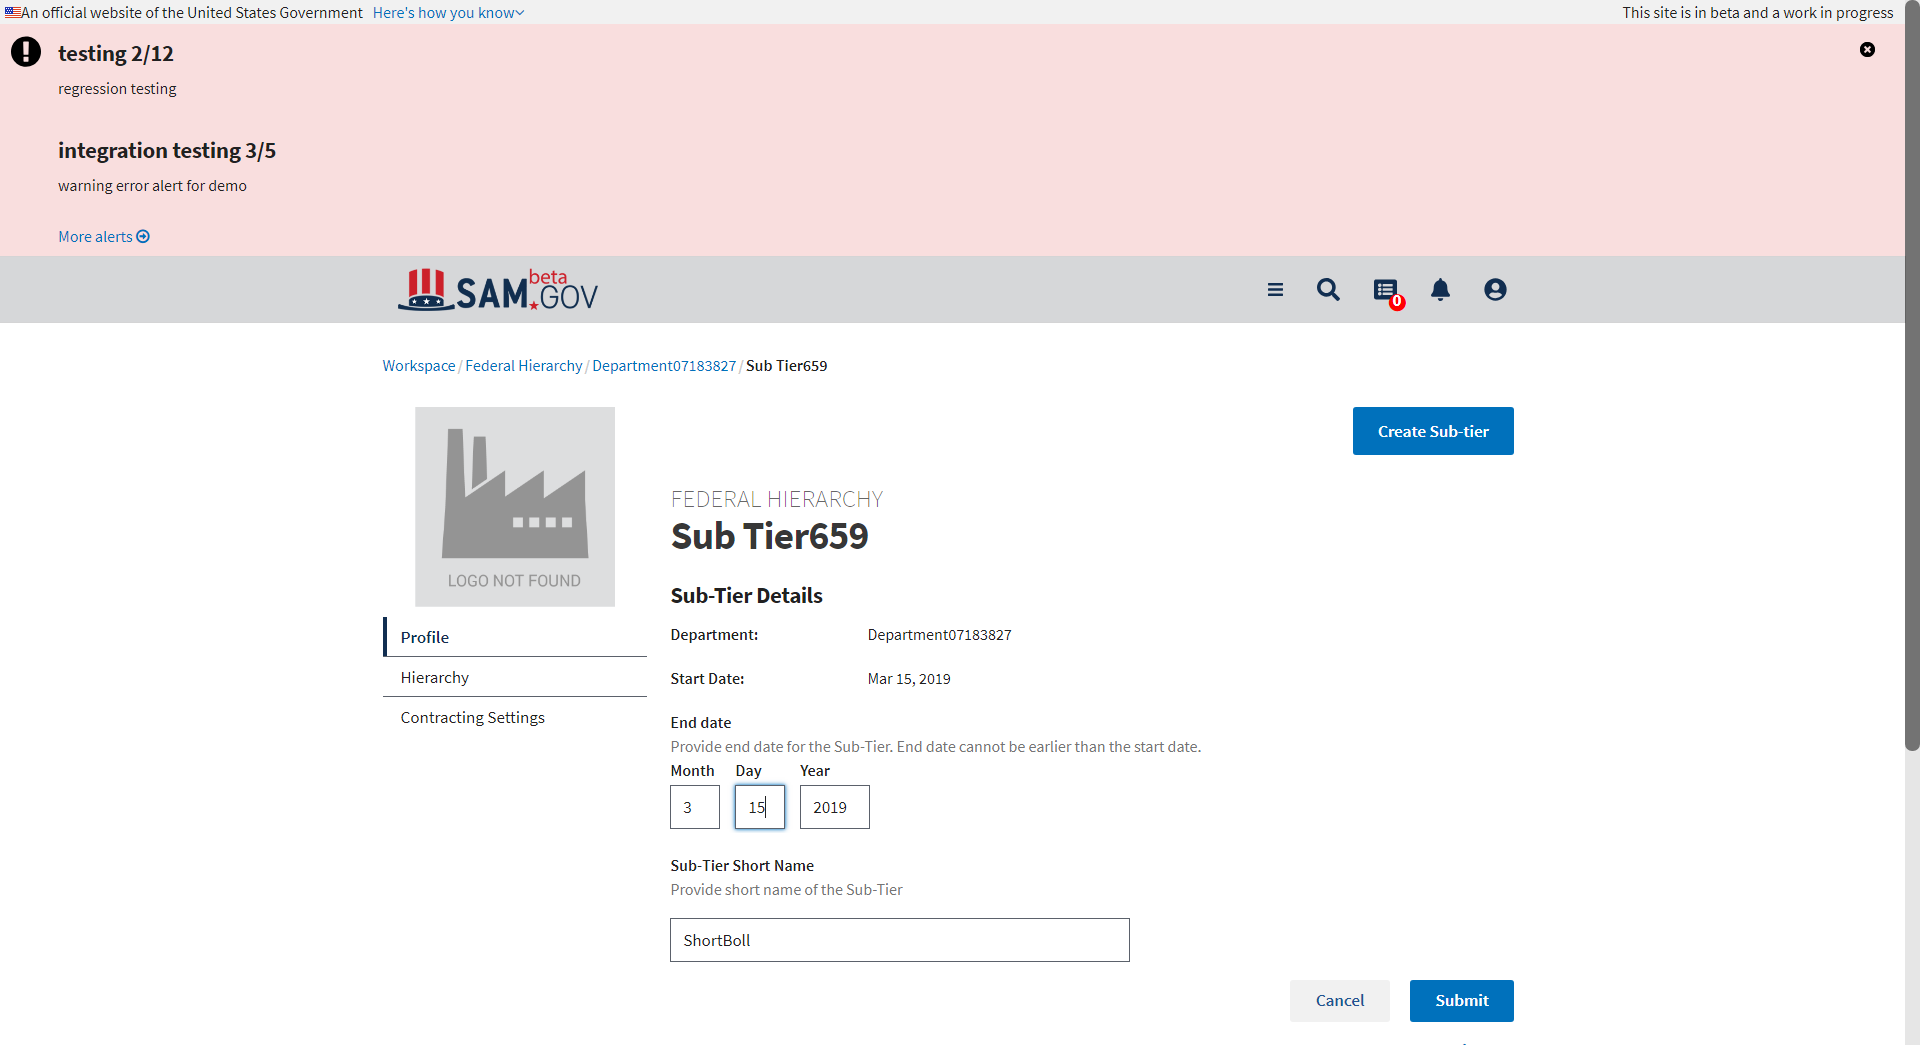 An official website of the United States Government Here's how you know
This site is in beta and a work in progress
testing 2/12
regression testing
integration testing 3/5
warning error alert for demo
More alerts
SAM.GOV beta
0
Workspace / Federal Hierarchy / Department07183827 / Sub Tier659
LOGO NOT FOUND
Create Sub-tier
Profile
Hierarchy
Contracting Settings
FEDERAL HIERARCHY
Sub Tier659
Sub-Tier Details
Department: Department07183827
Start Date: Mar 15, 2019
End date
Provide end date for the Sub-Tier. End date cannot be earlier than the start date.
Month Day Year
3 15 2019
Sub-Tier Short Name
Provide short name of the Sub-Tier
ShortBoll
Cancel Submit